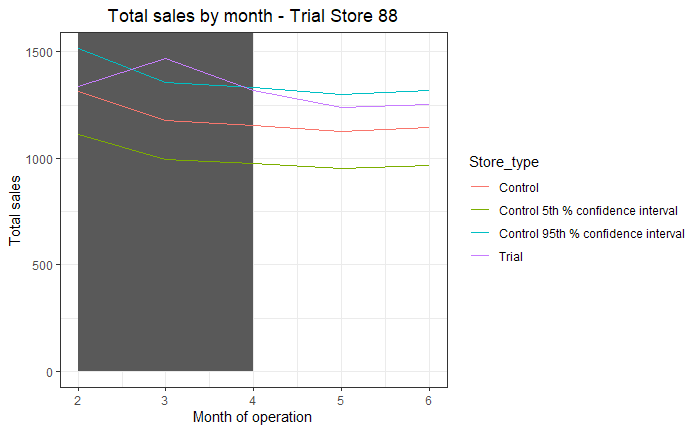 Total sales by month - Trial Store 88
1500
1000
500
0
Total sales
2 3 4 5 6
Month of operation
Store_type
Control
Control 5th % confidence interval
Control 95th % confidence interval
Trial